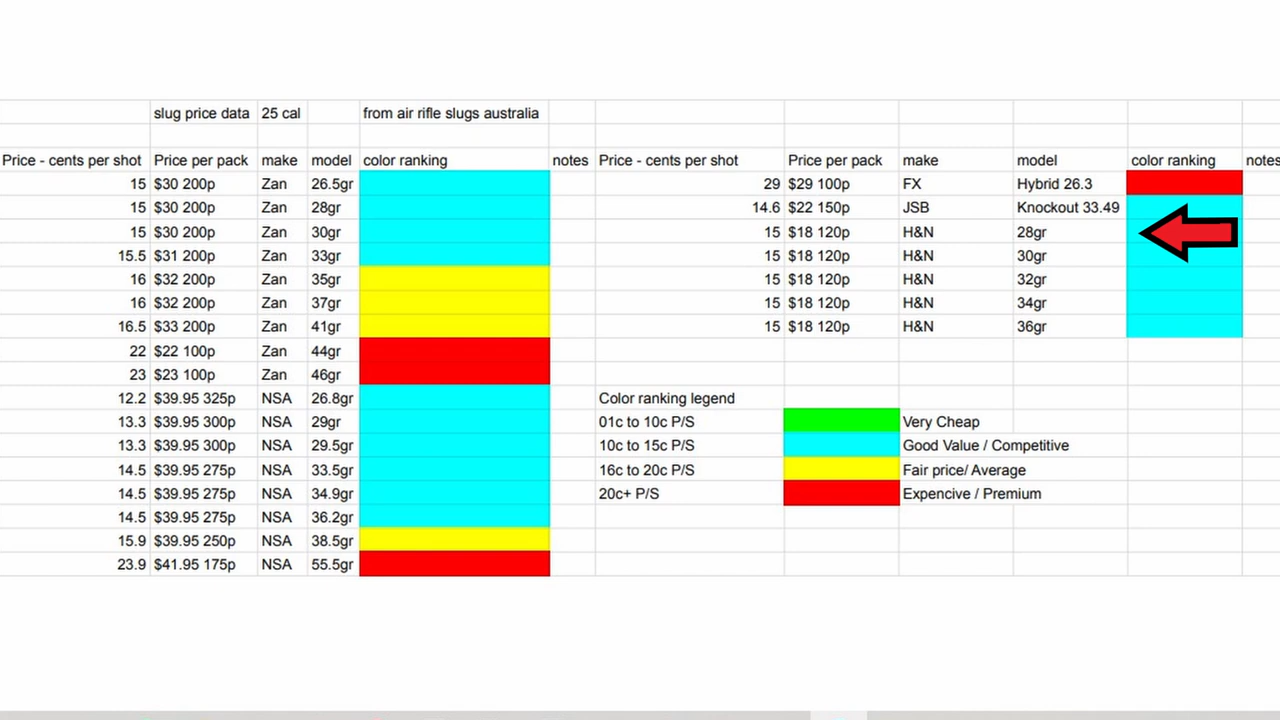 slug price data 25 cal from air rifle slugs australia
Price - cents per shot Price per pack make model color ranking notes Price - cents per shot Price per pack make model color ranking notes
15 $30 200p Zan 26.5gr 29 $29 100p FX Hybrid 26.3
15 $30 200p Zan 28gr 14.6 $22 150p JSB Knockout 33.49
15 $30 200p Zan 30gr 15 $18 120p H&N 28gr
15.5 $31 200p Zan 33gr 15 $18 120p H&N 30gr
16 $32 200p Zan 35gr 15 $18 120p H&N 32gr
16 $32 200p Zan 37gr 15 $18 120p H&N 34gr
16.5 $33 200p Zan 41gr 15 $18 120p H&N 36gr
22 $22 100p Zan 44gr
23 $23 100p Zan 46gr
12.2 $39.95 325p NSA 26.8gr Color ranking legend
13.3 $39.95 300p NSA 29gr 01c to 10c P/S Very Cheap
13.3 $39.95 300p NSA 29.5gr 10c to 15c P/S Good Value / Competitive
14.5 $39.95 275p NSA 33.5gr 16c to 20c P/S Fair price/ Average
14.5 $39.95 275p NSA 34.9gr 20c+ P/S Expencive / Premium
14.5 $39.95 275p NSA 36.2gr
15.9 $39.95 250p NSA 38.5gr
23.9 $41.95 175p NSA 55.5gr